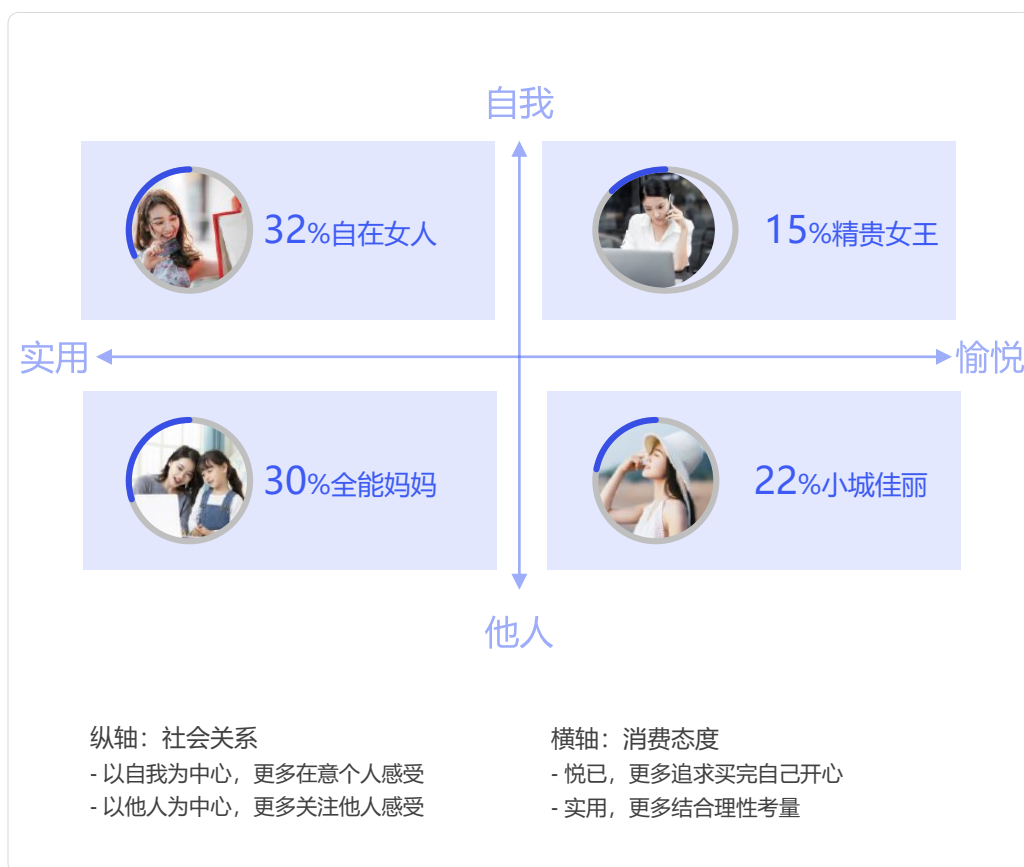 自我
32%自在女人
15%精贵女王
实用
愉悦
30%全能妈妈
22%小城佳丽
他人
纵轴：社会关系
- 以自我为中心，更多在意个人感受
- 以他人为中心，更多关注他人感受
横轴：消费态度
- 悦已，更多追求买完自己开心
- 实用，更多结合理性考量